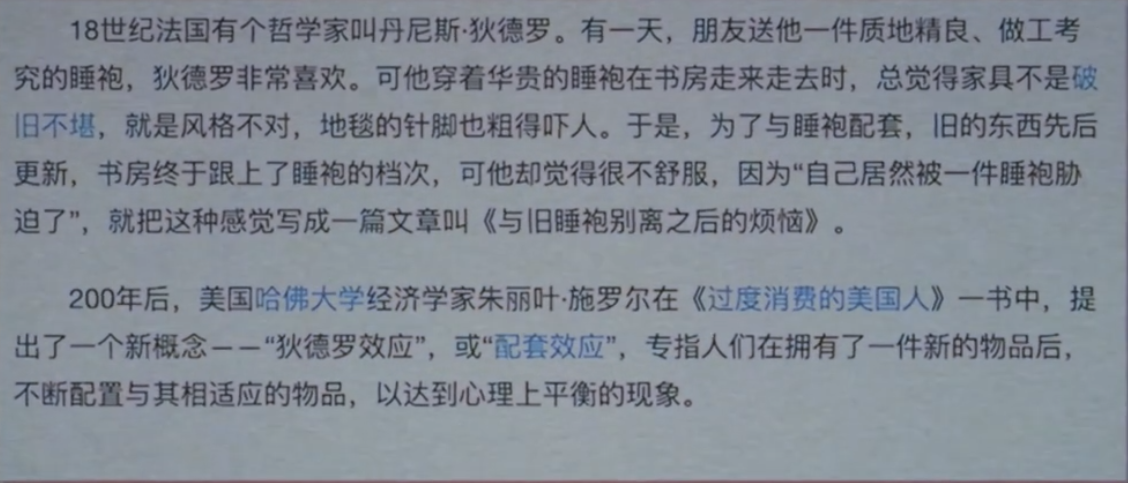 18世纪法国有个哲学家叫丹尼斯·狄德罗。有一天，朋友送他一件质地精良、做工考
究的睡袍，狄德罗非常喜欢。可他穿着华贵的睡袍在书房走来走去时，总觉得家具不是破
旧不堪，就是风格不对，地毯的针脚也粗得吓人。于是，为了与睡袍配套，旧的东西先后
更新，书房终于跟上了睡袍的档次，可他却觉得很不舒服，因为“自己居然被一件睡袍胁
迫了”，就把这种感觉写成一篇文章叫《与旧睡袍别离之后的烦恼》。
200年后，美国哈佛大学经济学家朱丽叶·施罗尔在《过度消费的美国人》一书中，提
出了一个新概念——“狄德罗效应”，或“配套效应”，专指人们在拥有了一件新的物品后，
不断配置与其相适应的物品，以达到心理上平衡的现象。